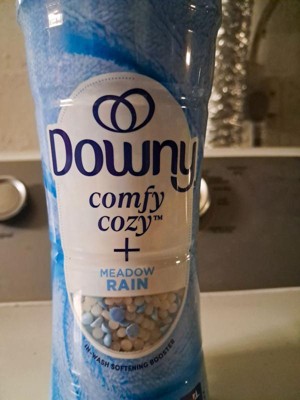 Downy
comfy
cozy™
+
MEADOW
RAIN
IN-WASH SOFTENING BOOSTER